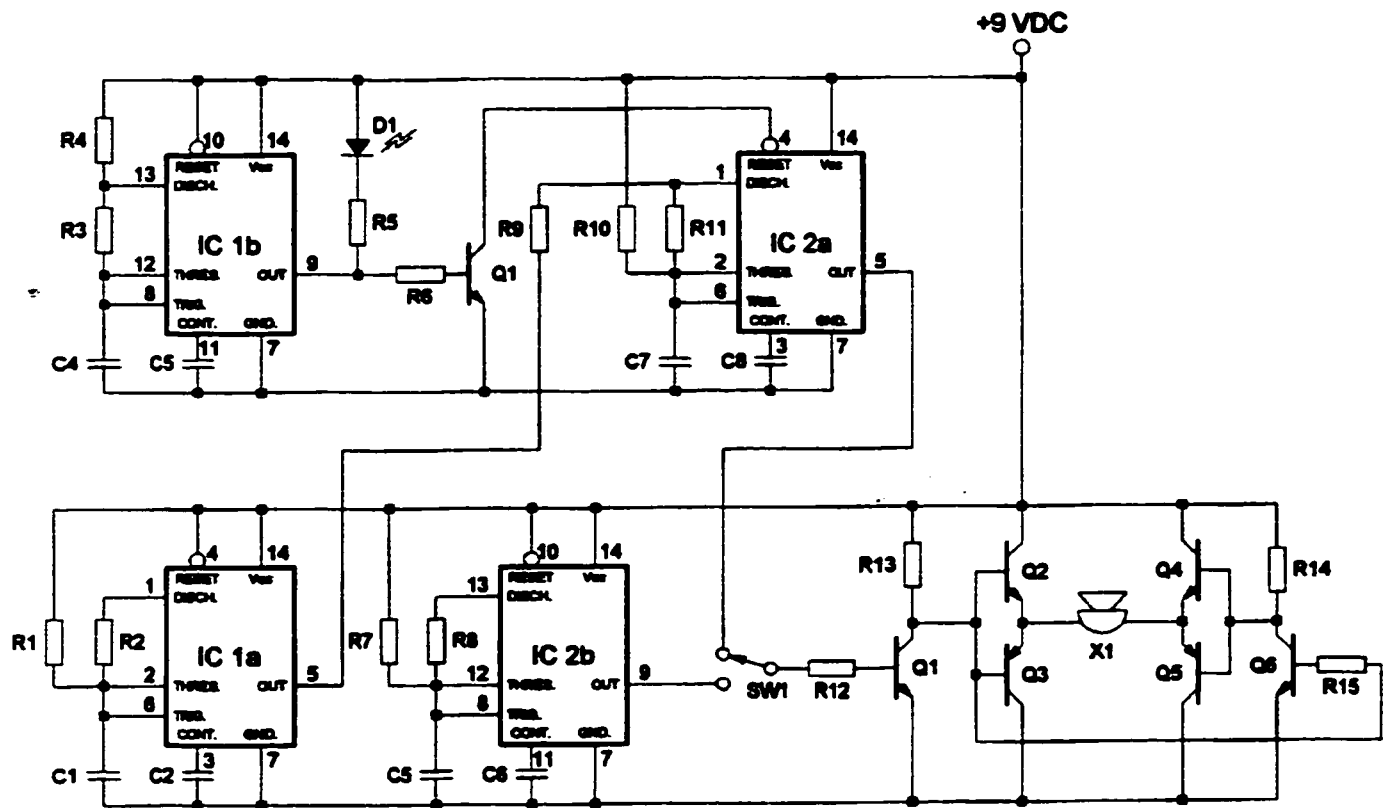 +9 VDC
R4
10
14
D1
4
14
RESET
Vcc
13
DISCH.
R3
IC 1b
R5
12
THRES.
OUT
9
8
TRIG.
R6
Q1
CONT.
GND.
C4
C5
11
7
RESET
Vcc
1
DISCH.
R9
R10
R11
IC 2a
2
THRES.
OUT
5
6
TRIG.
CONT.
GND.
C7
C8
3
7
4
14
RESET
Vcc
1
DISCH.
R1
R2
IC 1a
2
THRES.
OUT
5
6
TRIG.
CONT.
GND.
C1
C2
3
7
10
14
RESET
Vcc
13
DISCH.
R7
R8
IC 2b
12
THRES.
OUT
9
8
TRIG.
CONT.
GND.
C5
C6
11
7
SW1
R12
R13
Q1
Q2
Q3
X1
Q4
Q5
Q6
R14
R15